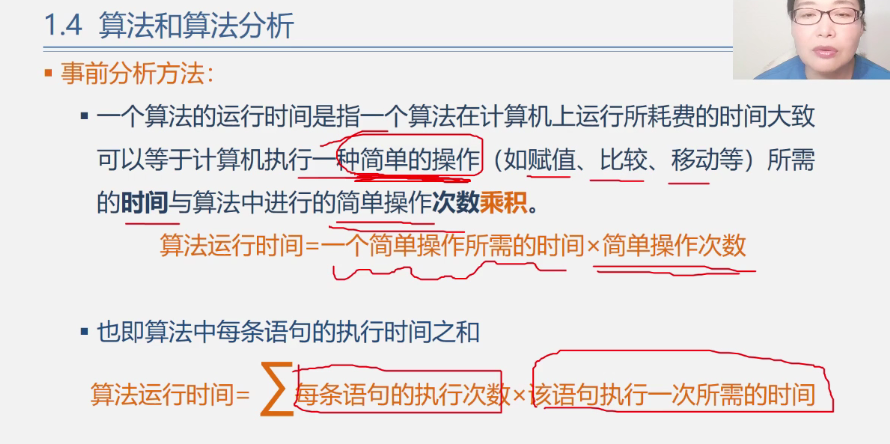 1.4 算法和算法分析
▪ 事前分析方法：
▪ 一个算法的运行时间是指一个算法在计算机上运行所耗费的时间大致
可以等于计算机执行一种简单的操作（如赋值、比较、移动等）所需
的时间与算法中进行的简单操作次数乘积。
算法运行时间=一个简单操作所需的时间×简单操作次数
▪ 也即算法中每条语句的执行时间之和
算法运行时间= ∑ 每条语句的执行次数×该语句执行一次所需的时间